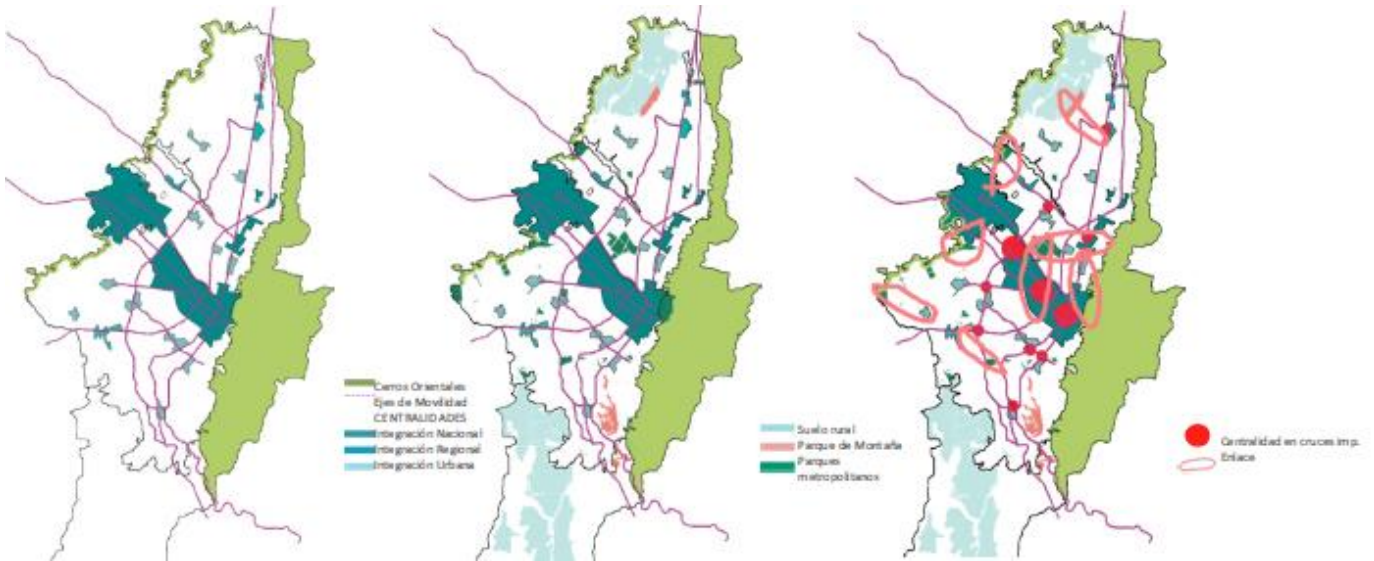 Cerros Orientales
Ejes de Movilidad
CENTRALIDADES
Integración Nacional
Integración Regional
Integración Urbana
Suelo rural
Parque de Montaña
Parques
metropolitanos
Centralidad en cruces imp.
Enlace